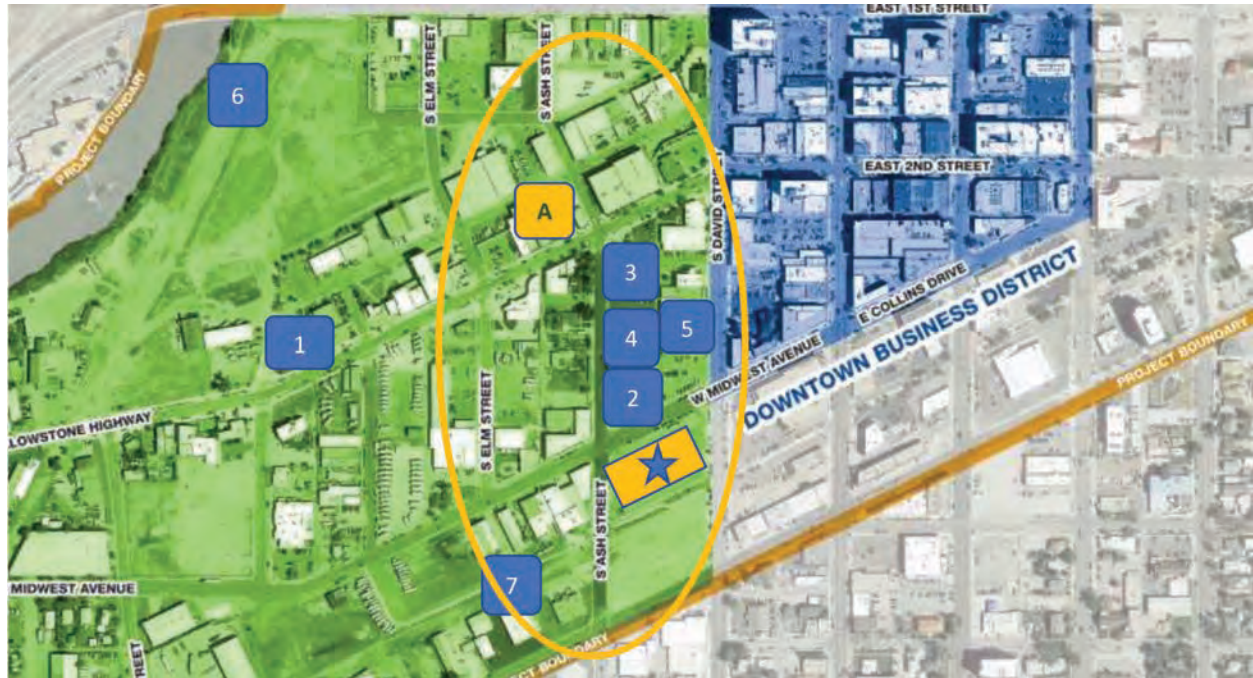 EAST 1ST STREET
S ELM STREET
S ASH STREET
6
PROJECT BOUNDARY
EAST 2ND STREET
A
S DAVID STREET
3
E COLLINS DRIVE
5
4
1
DOWNTOWN BUSINESS DISTRICT
W MIDWEST AVENUE
PROJECT BOUNDARY
2
LLOWSTONE HIGHWAY
S ELM STREET
S ASH STREET
7
MIDWEST AVENUE
STREET
ECT BOUNDARY